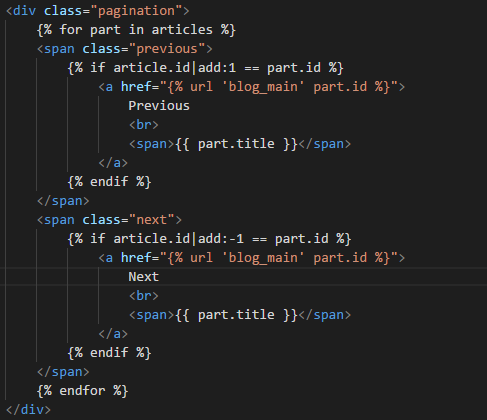 <div class="pagination">
    {% for part in articles %}
    <span class="previous">
        {% if article.id|add:1 == part.id %}
            <a href="{% url 'blog_main' part.id %}">
                Previous
                <br>
                <span>{{ part.title }}</span>
            </a>
        {% endif %}
    </span>
    <span class="next">
        {% if article.id|add:-1 == part.id %}
            <a href="{% url 'blog_main' part.id %}">
                Next
                <br>
                <span>{{ part.title }}</span>
            </a>
        {% endif %}
    </span>
    {% endfor %}
</div>